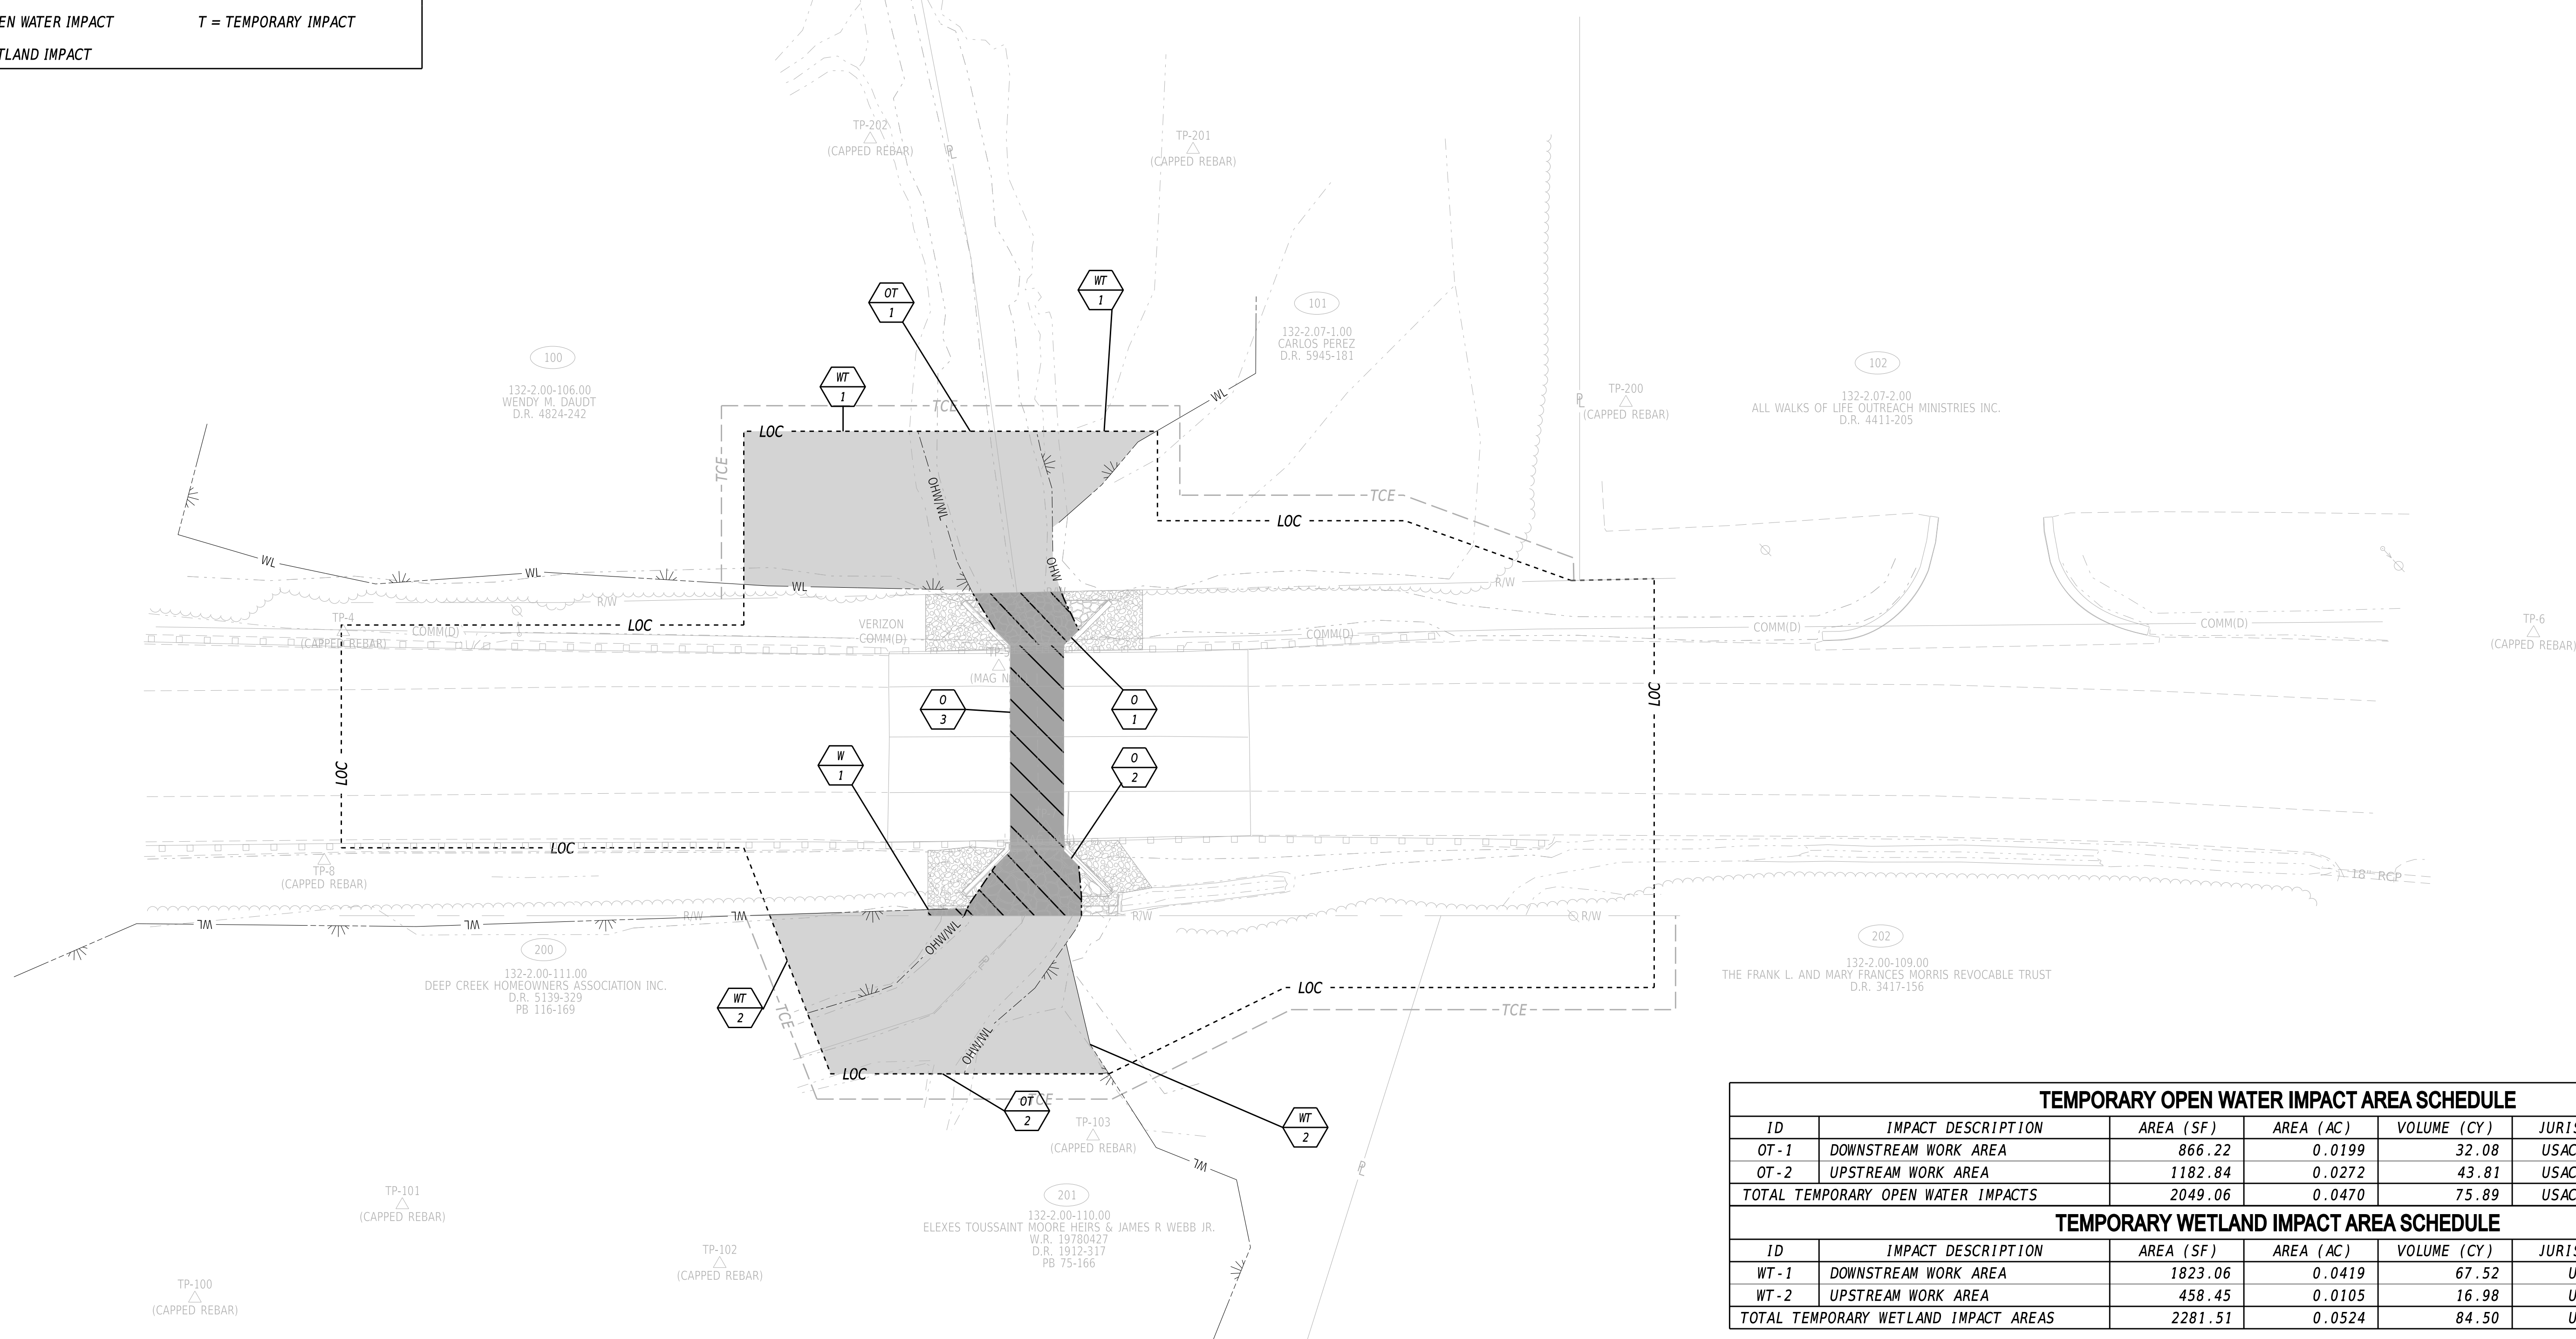 EN WATER IMPACT T = TEMPORARY IMPACT
TLAND IMPACT
TP-202
(CAPPED REBAR)
TP-201
(CAPPED REBAR)
OT
1
WT
1
101
132-2.07-1.00
CARLOS PEREZ
D.R. 5945-181
100
132-2.00-106.00
WENDY M. DAUDT
D.R. 4824-242
WT
1
102
132-2.07-2.00
ALL WALKS OF LIFE OUTREACH MINISTRIES INC.
D.R. 4411-205
TP-200
(CAPPED REBAR)
WL
TCE
LOC
TCE
OHW/WL
TCE
LOC
WL
WL
WL
OHW
R/W
R/W
TP-4
(CAPPED REBAR)
COMM(D)
LOC
VERIZON
COMM(D)
COMM(D)
COMM(D)
COMM(D)
TP-6
(CAPPED REBAR)
(MAG N
O
3
O
1
LOC
LOC
W
1
O
2
LOC
TP-8
(CAPPED REBAR)
18" RCP
WL
WL
R/W
WL
R/W
R/W
OHW/WL
200
132-2.00-111.00
DEEP CREEK HOMEOWNERS ASSOCIATION INC.
D.R. 5139-329
PB 116-169
202
132-2.00-109.00
THE FRANK L. AND MARY FRANCES MORRIS REVOCABLE TRUST
D.R. 3417-156
WT
2
TCE
LOC
TCE
OHW/WL
LOC
OT
2
TCE
WT
2
TP-103
(CAPPED REBAR)
WL
TP-101
(CAPPED REBAR)
201
132-2.00-110.00
ELEXES TOUSSAINT MOORE HEIRS & JAMES R WEBB JR.
W.R. 19780427
D.R. 1912-317
PB 75-166
TP-102
(CAPPED REBAR)
TP-100
(CAPPED REBAR)
TEMPORARY OPEN WATER IMPACT AREA SCHEDULE
ID IMPACT DESCRIPTION AREA (SF) AREA (AC) VOLUME (CY) JURIS
OT-1 DOWNSTREAM WORK AREA 866.22 0.0199 32.08 USAC
OT-2 UPSTREAM WORK AREA 1182.84 0.0272 43.81 USAC
TOTAL TEMPORARY OPEN WATER IMPACTS 2049.06 0.0470 75.89 USAC
TEMPORARY WETLAND IMPACT AREA SCHEDULE
ID IMPACT DESCRIPTION AREA (SF) AREA (AC) VOLUME (CY) JURIS
WT-1 DOWNSTREAM WORK AREA 1823.06 0.0419 67.52 U
WT-2 UPSTREAM WORK AREA 458.45 0.0105 16.98 U
TOTAL TEMPORARY WETLAND IMPACT AREAS 2281.51 0.0524 84.50 U